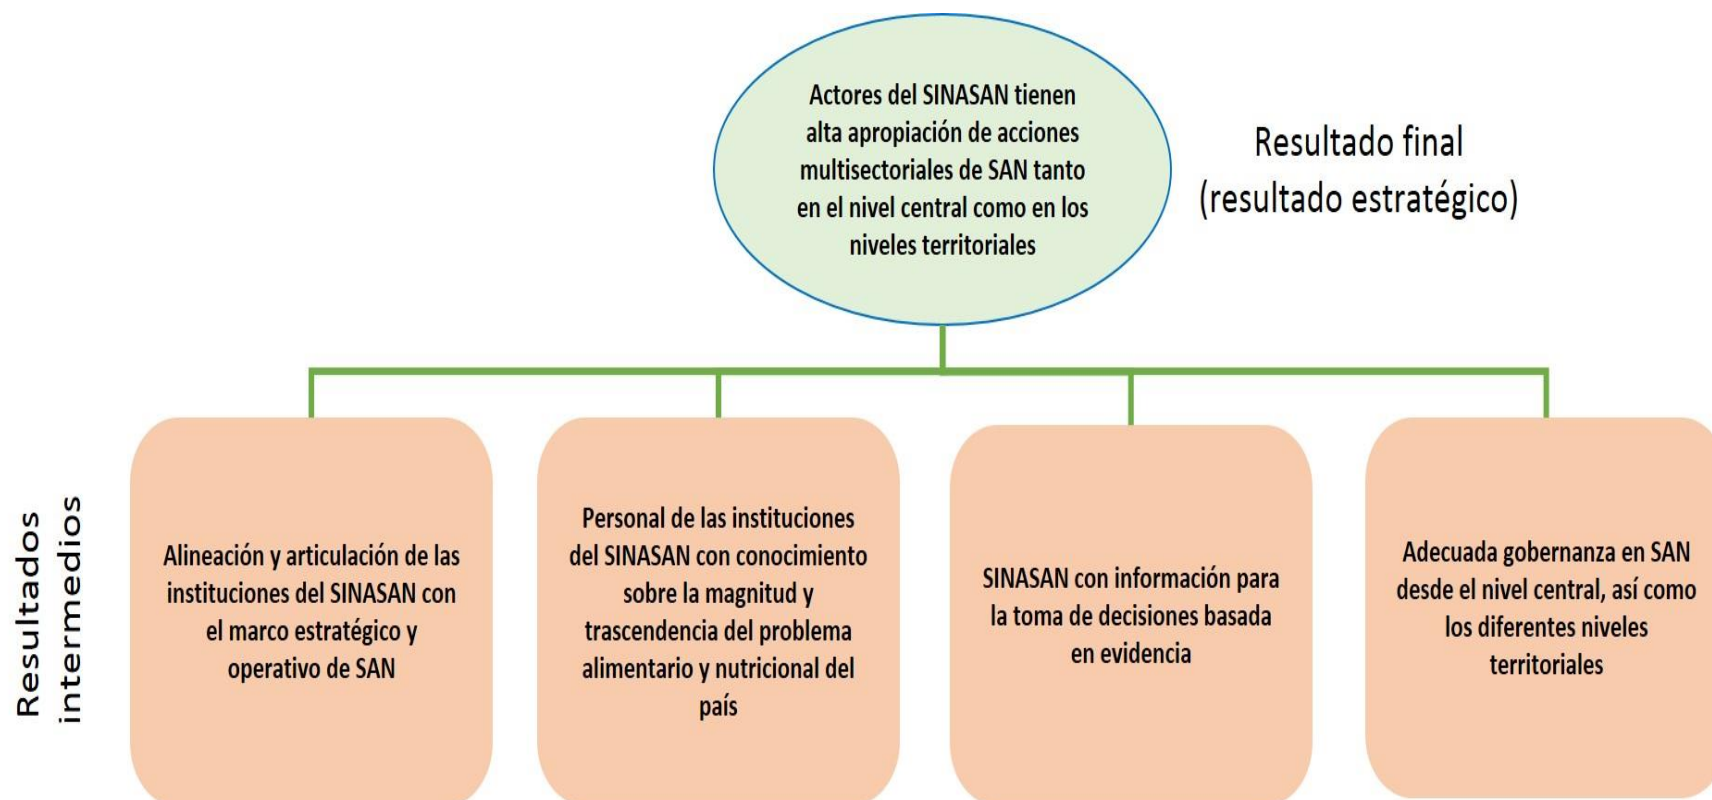 Actores del SINASAN tienen
alta apropiación de acciones
multisectoriales de SAN tanto
en el nivel central como en los
niveles territoriales
Resultado final
(resultado estratégico)
Resultados
intermedios
Alineación y articulación de las
instituciones del SINASAN con
el marco estratégico y
operativo de SAN
Personal de las instituciones
del SINASAN con conocimiento
sobre la magnitud y
trascendencia del problema
alimentario y nutricional del
país
SINASAN con información para
la toma de decisiones basada
en evidencia
Adecuada gobernanza en SAN
desde el nivel central, así como
los diferentes niveles
territoriales